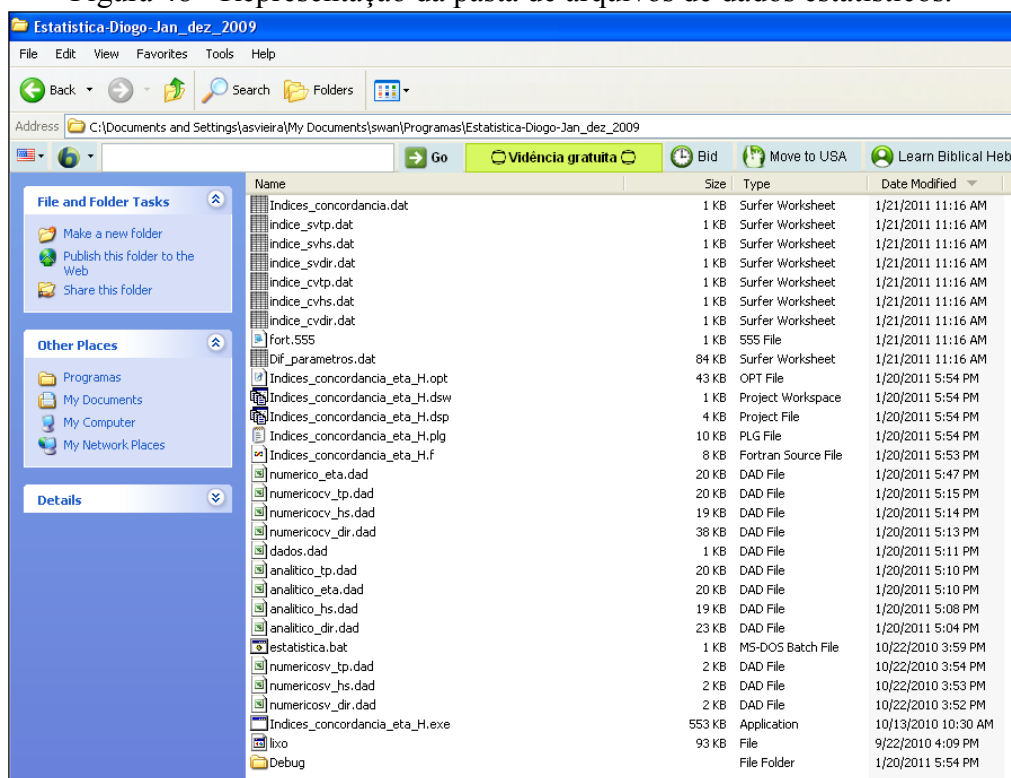 Figura 48 - Representação da pasta de arquivos de dados estatísticos.
Estatistica-Diogo-Jan_dez_2009
File Edit View Favorites Tools Help
Back Search Folders
Address C:\Documents and Settings\asvieira\My Documents\swan\Programas\Estatistica-Diogo-Jan_dez_2009
Go Vidência gratuita Bid Move to USA Learn Biblical Heb
File and Folder Tasks
Make a new folder
Publish this folder to the
Web
Share this folder
Other Places
Programas
My Documents
My Computer
My Network Places
Details
Name Size Type Date Modified
Indices_concordancia.dat 1 KB Surfer Worksheet 1/21/2011 11:16 AM
indice_svtp.dat 1 KB Surfer Worksheet 1/21/2011 11:16 AM
indice_svhs.dat 1 KB Surfer Worksheet 1/21/2011 11:16 AM
indice_svdir.dat 1 KB Surfer Worksheet 1/21/2011 11:16 AM
indice_cvtp.dat 1 KB Surfer Worksheet 1/21/2011 11:16 AM
indice_cvhs.dat 1 KB Surfer Worksheet 1/21/2011 11:16 AM
indice_cvdir.dat 1 KB Surfer Worksheet 1/21/2011 11:16 AM
fort.555 1 KB 555 File 1/21/2011 11:16 AM
Dif_parametros.dat 84 KB Surfer Worksheet 1/21/2011 11:16 AM
Indices_concordancia_eta_H.opt 43 KB OPT File 1/20/2011 5:54 PM
Indices_concordancia_eta_H.dsw 1 KB Project Workspace 1/20/2011 5:54 PM
Indices_concordancia_eta_H.dsp 4 KB Project File 1/20/2011 5:54 PM
Indices_concordancia_eta_H.plg 10 KB PLG File 1/20/2011 5:54 PM
Indices_concordancia_eta_H.f 8 KB Fortran Source File 1/20/2011 5:53 PM
numerico_eta.dad 20 KB DAD File 1/20/2011 5:47 PM
numericocv_tp.dad 20 KB DAD File 1/20/2011 5:15 PM
numericocv_hs.dad 19 KB DAD File 1/20/2011 5:14 PM
numericocv_dir.dad 38 KB DAD File 1/20/2011 5:13 PM
dados.dad 1 KB DAD File 1/20/2011 5:11 PM
analitico_tp.dad 20 KB DAD File 1/20/2011 5:10 PM
analitico_eta.dad 20 KB DAD File 1/20/2011 5:10 PM
analitico_hs.dad 19 KB DAD File 1/20/2011 5:08 PM
analitico_dir.dad 23 KB DAD File 1/20/2011 5:04 PM
estatistica.bat 1 KB MS-DOS Batch File 10/22/2010 3:59 PM
numericosv_tp.dad 2 KB DAD File 10/22/2010 3:54 PM
numericosv_hs.dad 2 KB DAD File 10/22/2010 3:53 PM
numericosv_dir.dad 2 KB DAD File 10/22/2010 3:52 PM
Indices_concordancia_eta_H.exe 553 KB Application 10/13/2010 10:30 AM
lixo 93 KB File 9/22/2010 4:09 PM
Debug File Folder 1/20/2011 5:54 PM